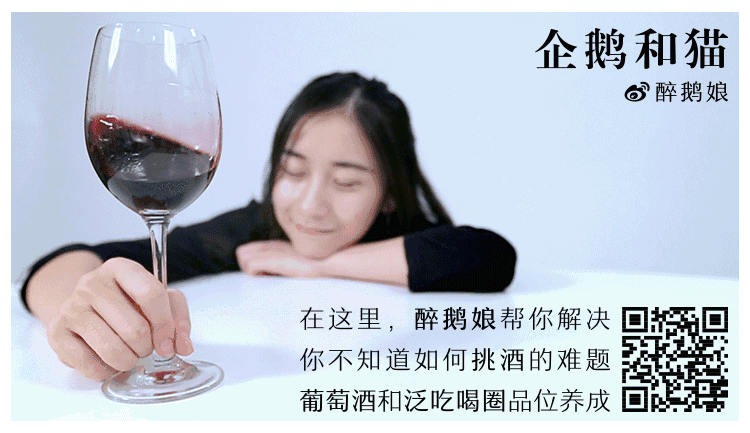 企鹅和猫
醉鹅娘
在这里，醉鹅娘帮你解决
你不知道如何挑酒的难题
葡萄酒和泛吃喝圈品位养成